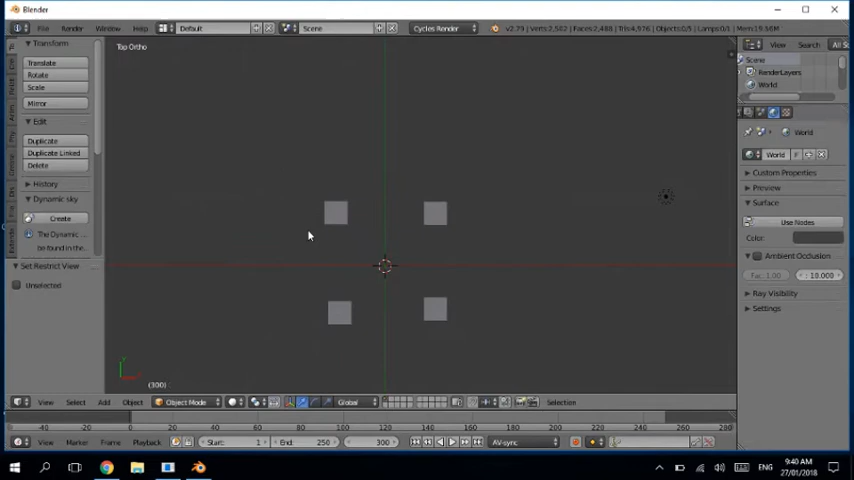 Blender
File Render Window Help Default Scene Cycles Render v2.79 | Verts:2,582 | Faces:2,488 | Tris:4,976 | Objects:0/5 | Lamps:0/1 | Mem:19.56M
Transform
Translate
Rotate
Scale
Mirror
Edit
Duplicate
Duplicate Linked
Delete
History
Dynamic sky
Create
The Dynamic ...
be found in the...
Set Restrict View
Unselected
Top Ortho
(300)
View Search All Sc
Scene
RenderLayers
World
World
World F
Custom Properties
Preview
Surface
Use Nodes
Color:
Ambient Occlusion
Fac: 1.00 : 10.000
Ray Visibility
Settings
View Select Add Object Object Mode Global Selection
-40 -20 0 20 40 60 80 100 120 140 160 180 200 220 240 260 280
View Marker Frame Playback Start: 1 End: 250 300 AV-sync
ENG 9:40 AM
27/01/2018